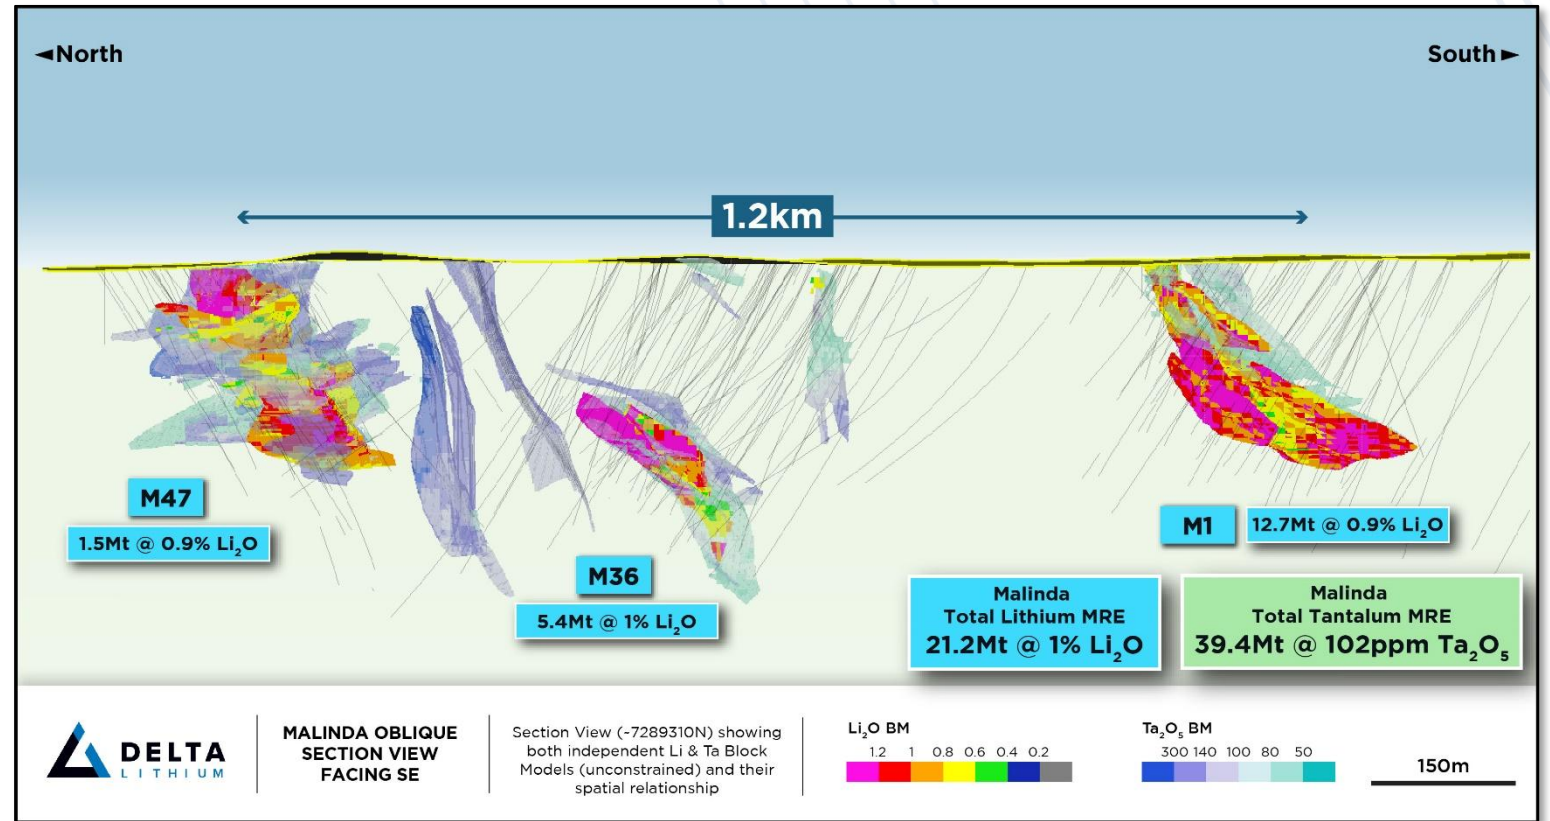 ◄North
South►
1.2km
M47
1.5Mt @ 0.9% Li₂O
M36
5.4Mt @ 1% Li₂O
M1
12.7Mt @ 0.9% Li₂O
Malinda
Total Lithium MRE
21.2Mt @ 1% Li₂O
Malinda
Total Tantalum MRE
39.4Mt @ 102ppm Ta₂O₅
DELTA
LITHIUM
MALINDA OBLIQUE
SECTION VIEW
FACING SE
Section View (~7289310N) showing
both independent Li & Ta Block
Models (unconstrained) and their
spatial relationship
Li₂O BM
1.2 1 0.8 0.6 0.4 0.2
Ta₂O₅ BM
300 140 100 80 50
150m